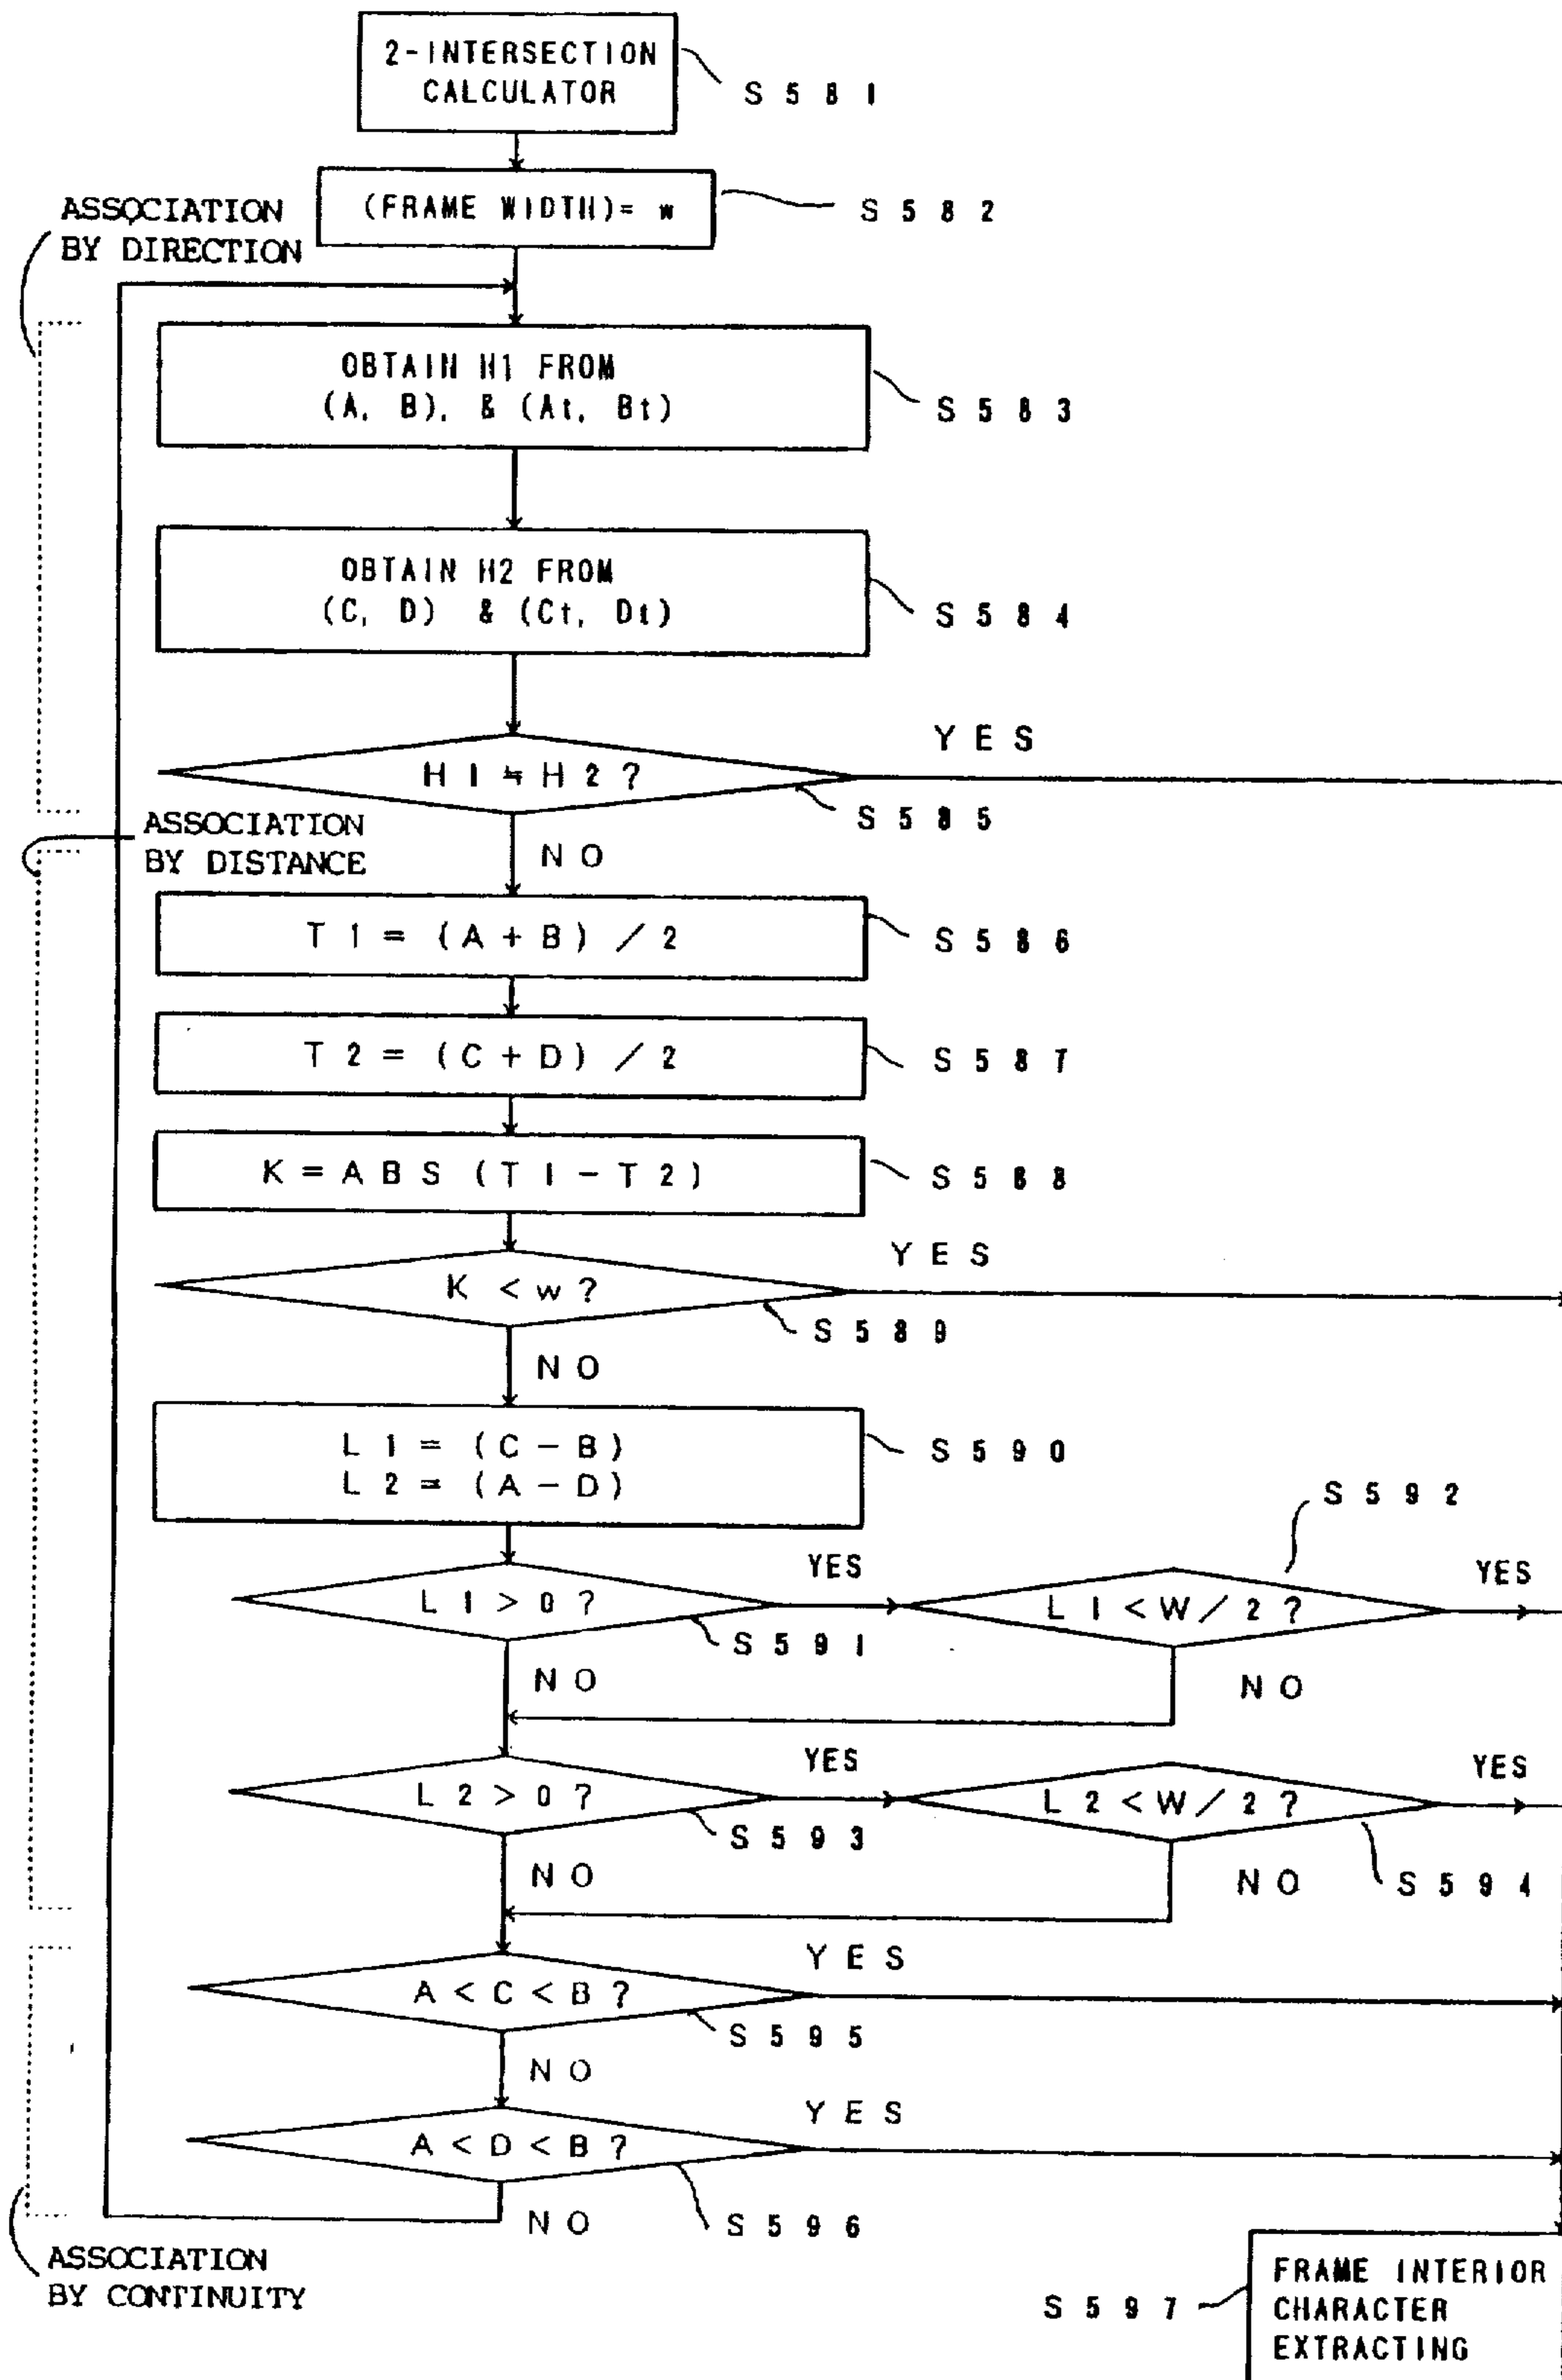 2-INTERSECTION
CALCULATOR
S581
(FRAME WIDTH)= w
S582
ASSOCIATION
BY DIRECTION
OBTAIN H1 FROM
(A, B), & (At, Bt)
S583
OBTAIN H2 FROM
(C, D) & (Ct, Dt)
S584
YES
H1≒H2?
S585
ASSOCIATION
BY DISTANCE
NO
T1=(A+B)/2
S586
T2=(C+D)/2
S587
K=ABS(T1-T2)
S588
YES
K<w?
S589
NO
L1=(C-B)
L2=(A-D)
S590
S592
YES
YES
L1>0?
L1<W/2?
S591
NO
NO
YES
YES
L2>0?
L2<W/2?
S593
NO
NO
S594
YES
A<C<B?
S595
NO
YES
A<D<B?
NO
S596
ASSOCIATION
BY CONTINUITY
S597
FRAME INTERIOR
CHARACTER
EXTRACTING